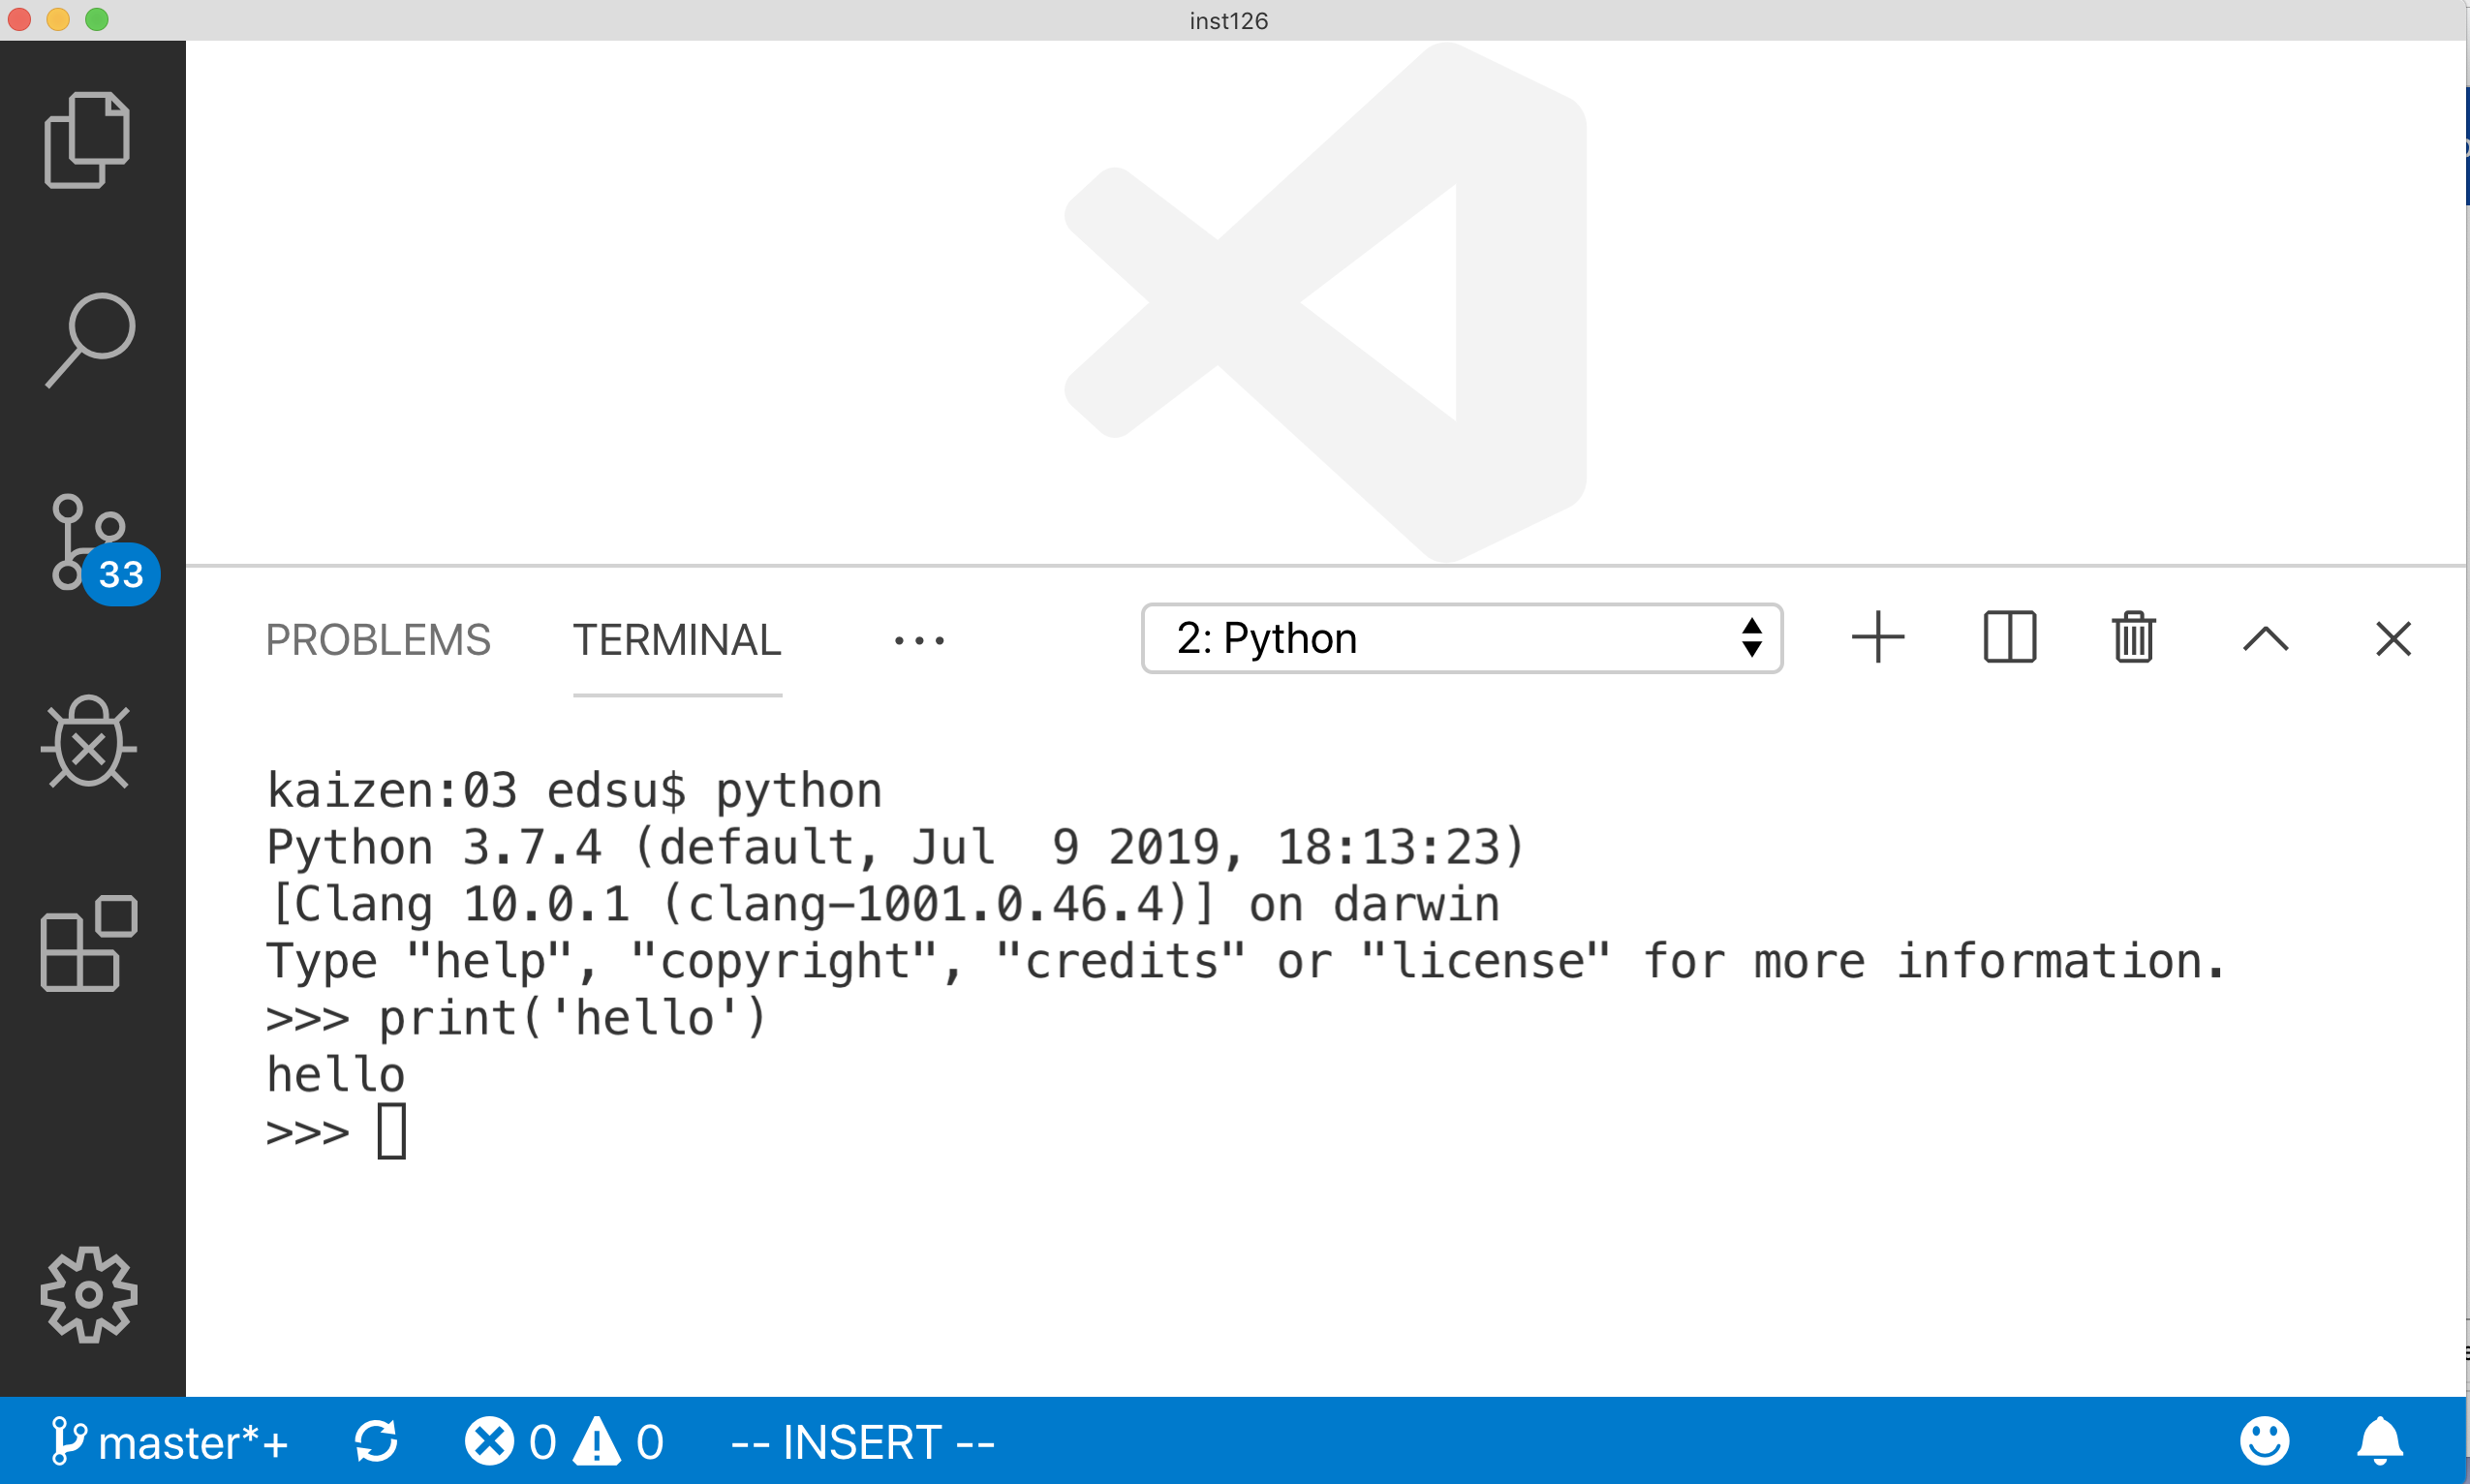 inst126
33
PROBLEMS TERMINAL ... 2: Python
kaizen:03 edsu$ python
Python 3.7.4 (default, Jul  9 2019, 18:13:23)
[Clang 10.0.1 (clang-1001.0.46.4)] on darwin
Type "help", "copyright", "credits" or "license" for more information.
>>> print('hello')
hello
>>>
master*+ 0 0 -- INSERT --